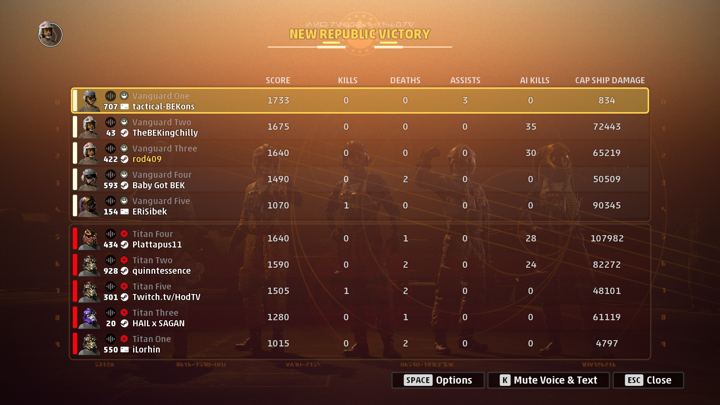 NEW REPUBLIC VICTORY
SCORE KILLS DEATHS ASSISTS AI KILLS CAP SHIP DAMAGE
Vanguard One
707 tactical-BEKons 1733 0 0 3 0 834
Vanguard Two
43 TheBEKingChilly 1675 0 0 0 35 72443
Vanguard Three
422 rod409 1640 0 0 0 30 65219
Vanguard Four
593 Baby Got BEK 1490 0 2 0 0 50509
Vanguard Five
154 ERiSibek 1070 1 0 0 0 90345
Titan Four
434 Plattapus11 1640 0 1 0 28 107982
Titan Two
928 quinntessence 1590 0 2 0 24 82272
Titan Five
301 Twitch.tv/HodTV 1505 1 2 0 0 48101
Titan Three
20 HAIL x SAGAN 1280 0 1 0 0 61119
Titan One
550 iLorhin 1015 0 2 0 0 4797
SPACE Options K Mute Voice & Text ESC Close